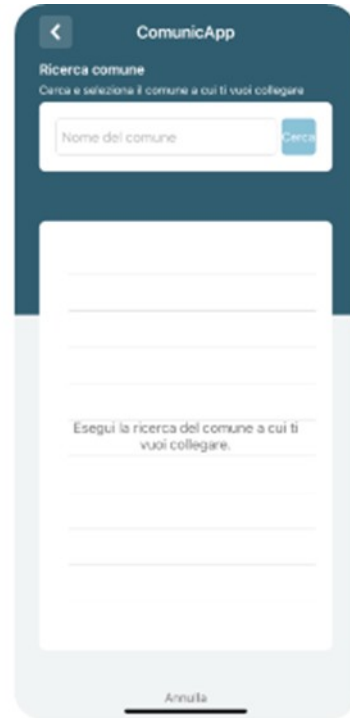 ComunicApp
Ricerca comune
Cerca e seleziona il comune a cui ti vuoi collegare
Nome del comune Cerca
Esegui la ricerca del comune a cui ti
vuoi collegare.
Annulla